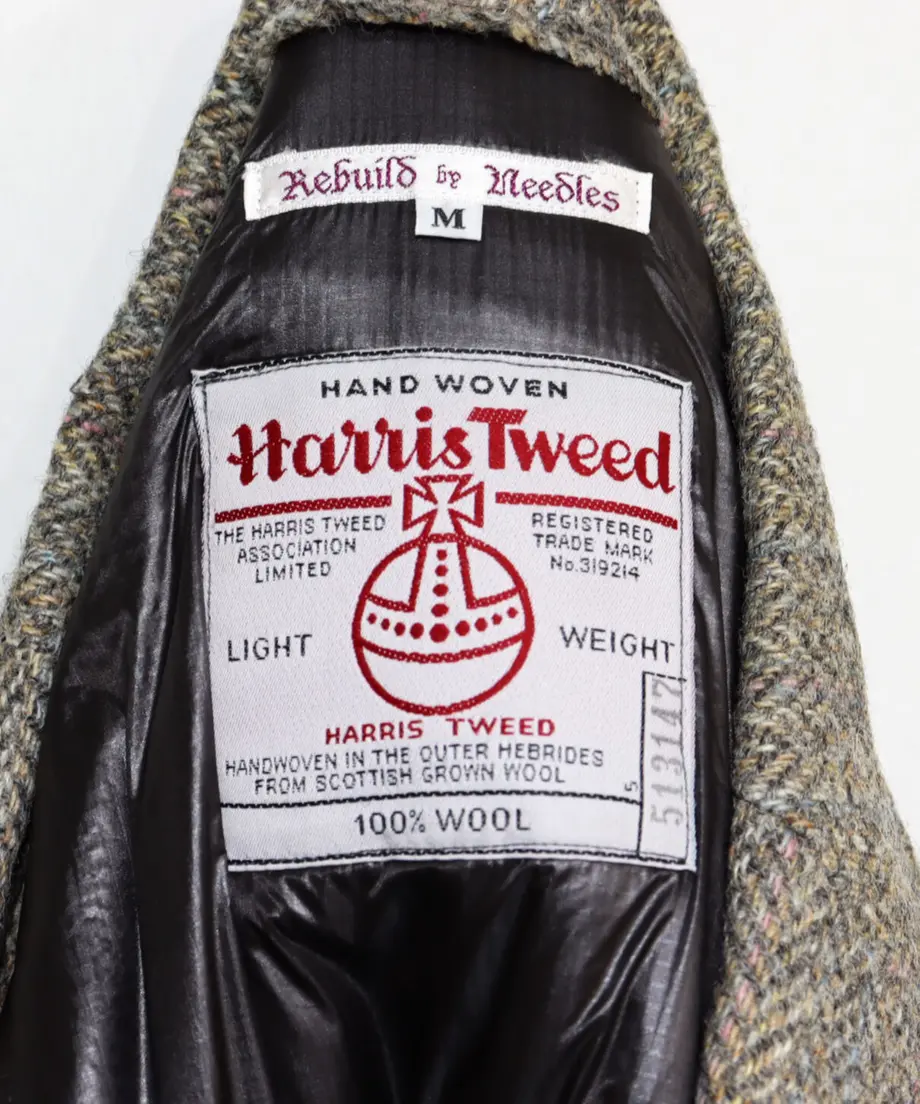 Rebuild by Needles
M
HAND WOVEN
Harris Tweed
THE HARRIS TWEED
ASSOCIATION
LIMITED
REGISTERED
TRADE MARK
No.319214
LIGHT WEIGHT
HARRIS TWEED
HANDWOVEN IN THE OUTER HEBRIDES
FROM SCOTTISH GROWN WOOL
100% WOOL
5
513147